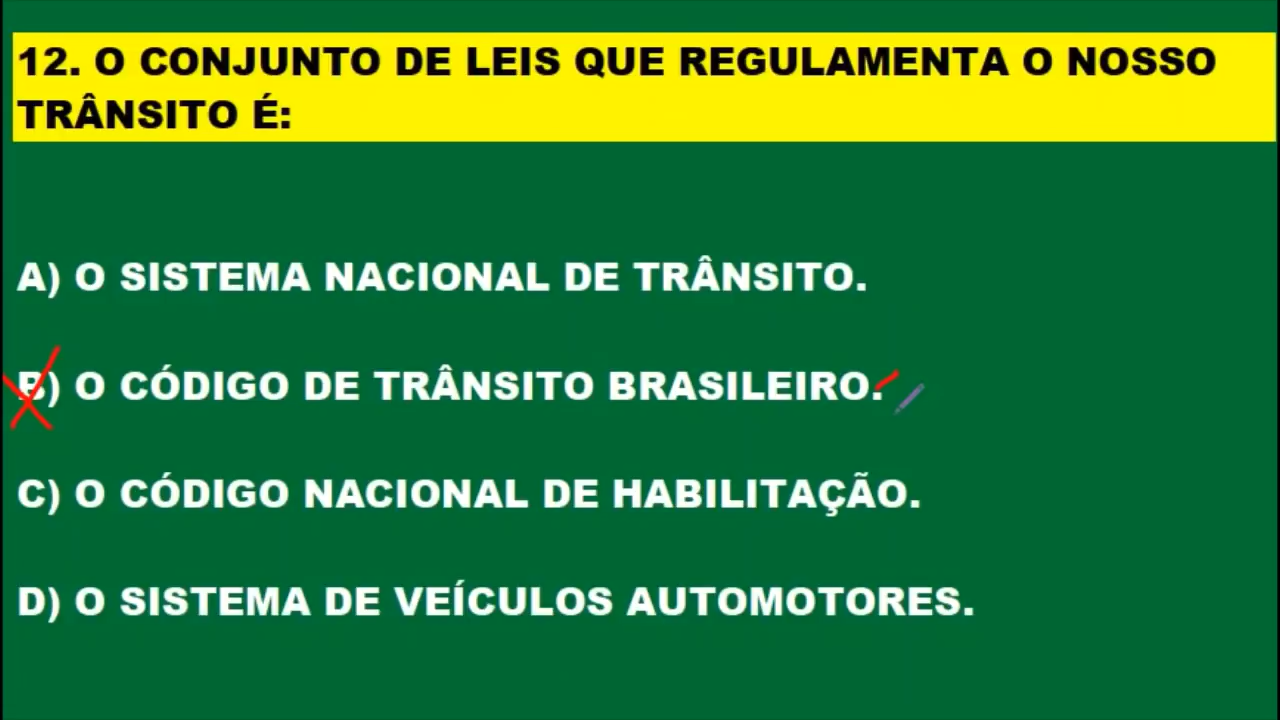 12. O CONJUNTO DE LEIS QUE REGULAMENTA O NOSSO
TRÂNSITO É:
A) O SISTEMA NACIONAL DE TRÂNSITO.
B) O CÓDIGO DE TRÂNSITO BRASILEIRO.
C) O CÓDIGO NACIONAL DE HABILITAÇÃO.
D) O SISTEMA DE VEÍCULOS AUTOMOTORES.